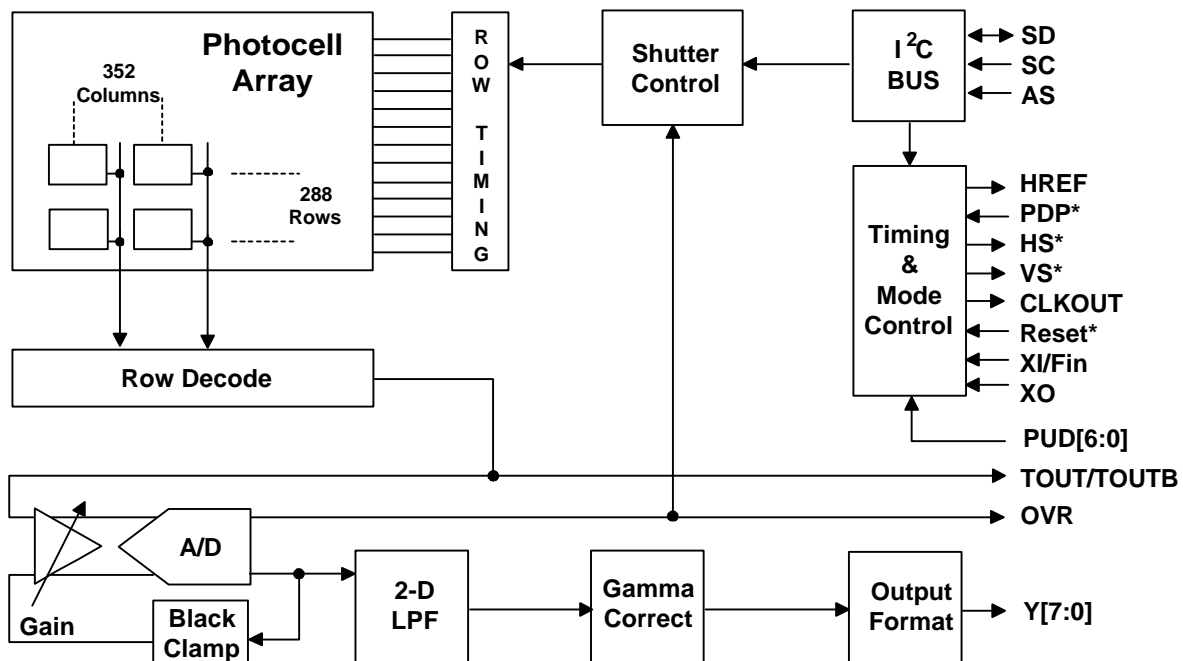 Photocell
Array
352
Columns
288
Rows
R
O
W
T
I
M
I
N
G
Shutter
Control
I²C
BUS
SD
SC
AS
Timing
&
Mode
Control
HREF
PDP*
HS*
VS*
CLKOUT
Reset*
XI/Fin
XO
PUD[6:0]
Row Decode
TOUT/TOUTB
OVR
A/D
Gain
Black
Clamp
2-D
LPF
Gamma
Correct
Output
Format
Y[7:0]